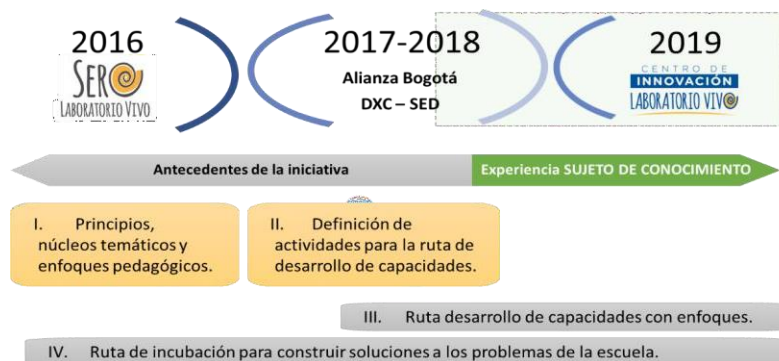 2016
SERO
LABORATORIO VIVO
2017-2018
Alianza Bogotá
DXC – SED
2019
CENTRO DE
INNOVACIÓN
LABORATORIO VIVO
Antecedentes de la iniciativa
Experiencia SUJETO DE CONOCIMIENTO
I. Principios,
núcleos temáticos y
enfoques pedagógicos.
II. Definición de
actividades para la ruta de
desarrollo de capacidades.
III. Ruta desarrollo de capacidades con enfoques.
IV. Ruta de incubación para construir soluciones a los problemas de la escuela.